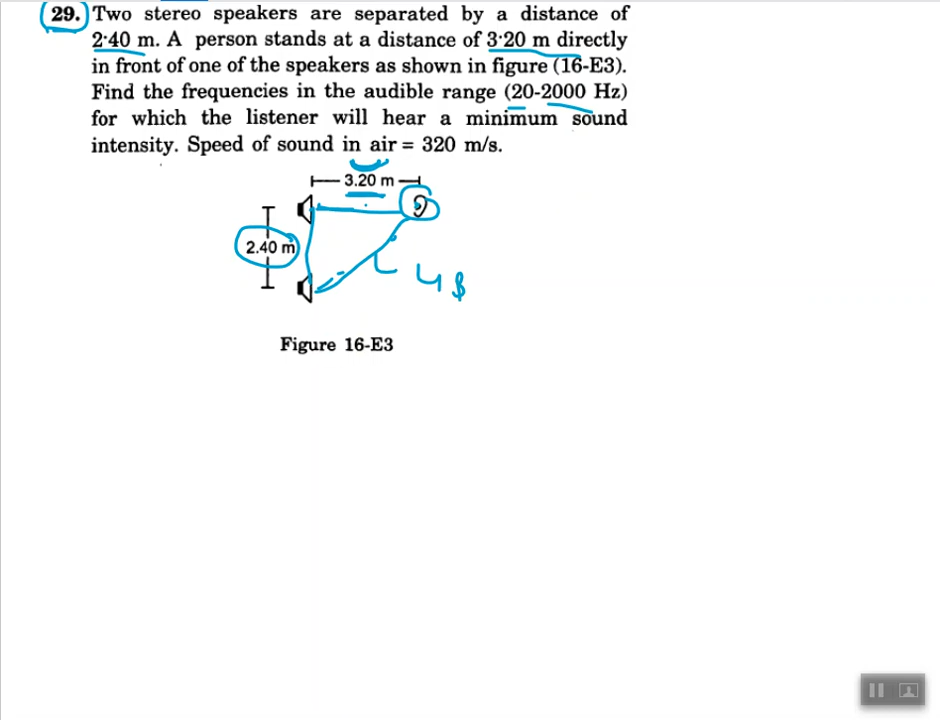 29. Two stereo speakers are separated by a distance of
2·40 m. A person stands at a distance of 3·20 m directly
in front of one of the speakers as shown in figure (16-E3).
Find the frequencies in the audible range (20-2000 Hz)
for which the listener will hear a minimum sound
intensity. Speed of sound in air = 320 m/s.
3.20 m
2.40 m
Figure 16-E3